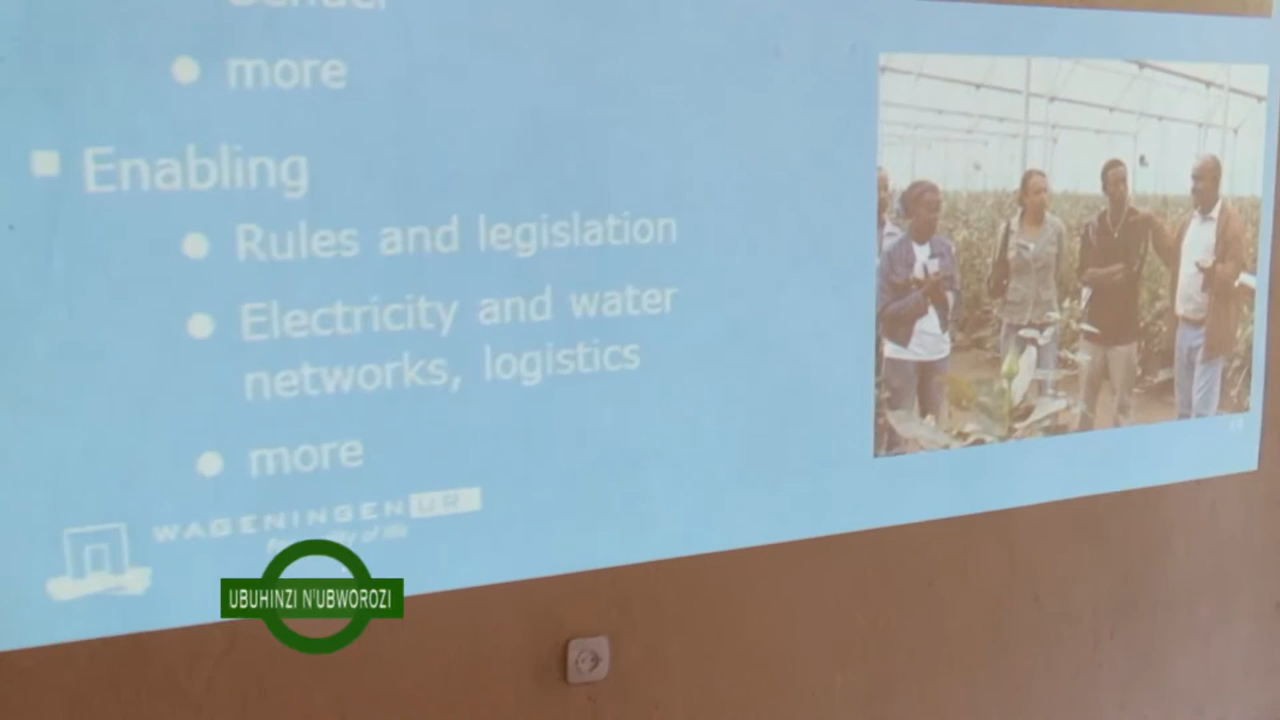 more
Enabling
Rules and legislation
Electricity and water
networks, logistics
more
WAGENINGEN UR
UBUHINZI N'UBWOROZI